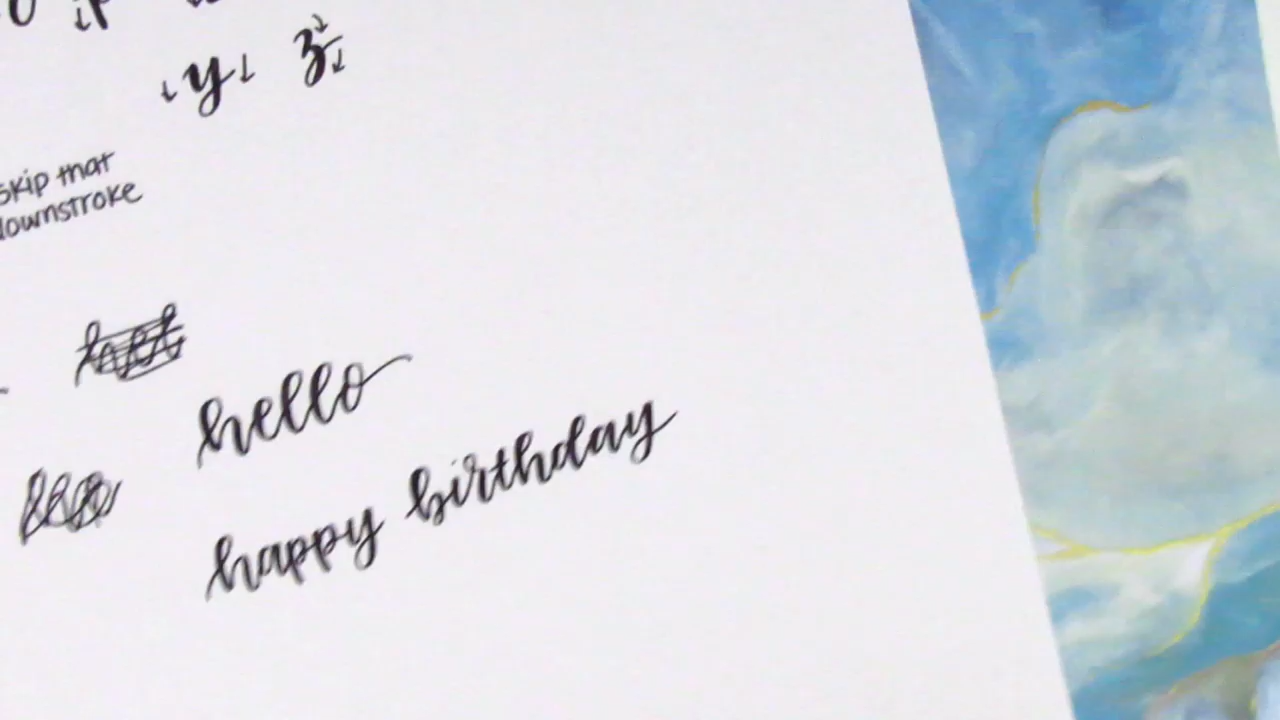 y z
skip that
downstroke
hello
happy birthday